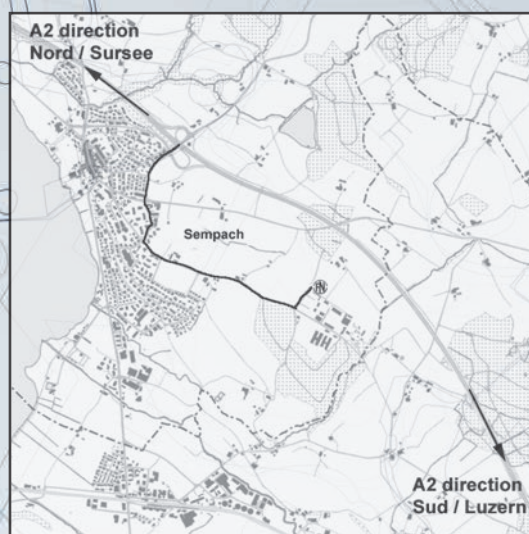 A2 direction
Nord / Sursee
Sempach
A2 direction
Sud / Luzern